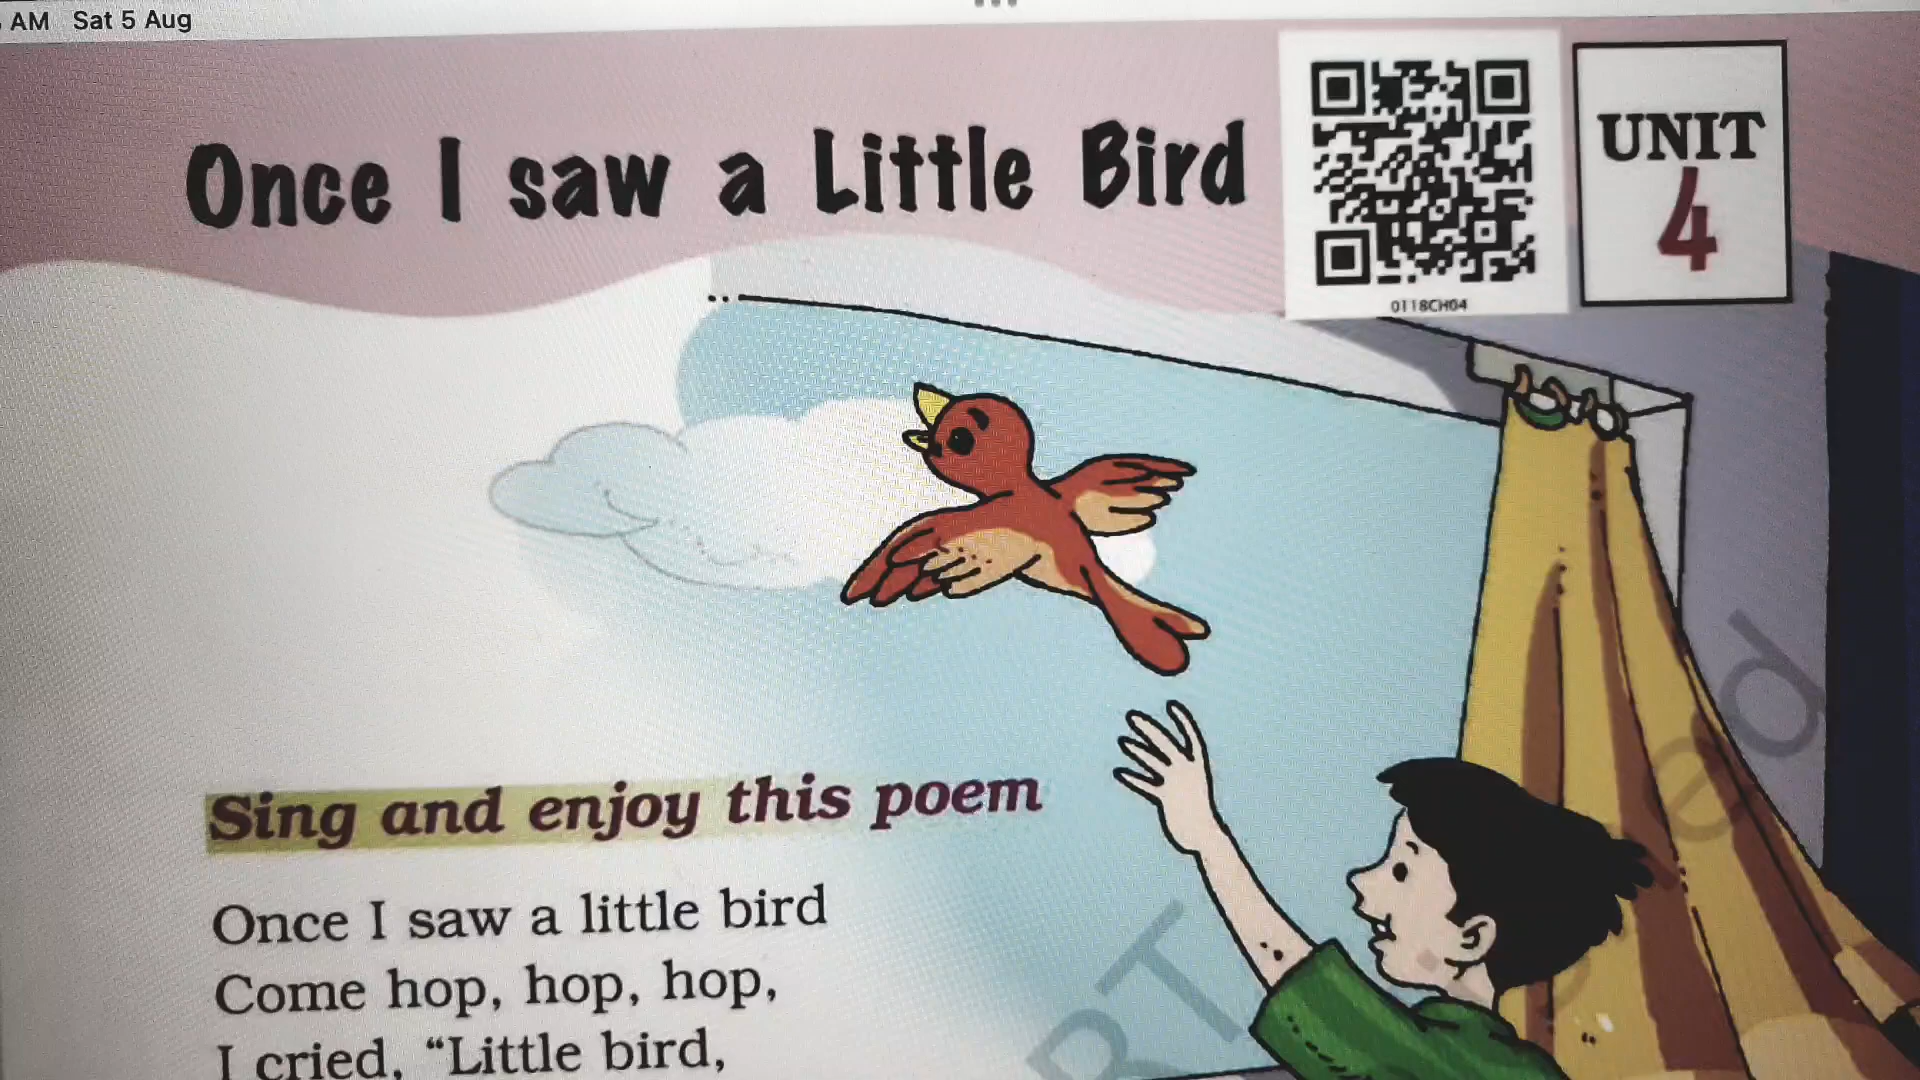 AM Sat 5 Aug
Once I saw a Little Bird
0118CH04
UNIT
4
Sing and enjoy this poem
Once I saw a little bird
Come hop, hop, hop,
I cried, “Little bird,